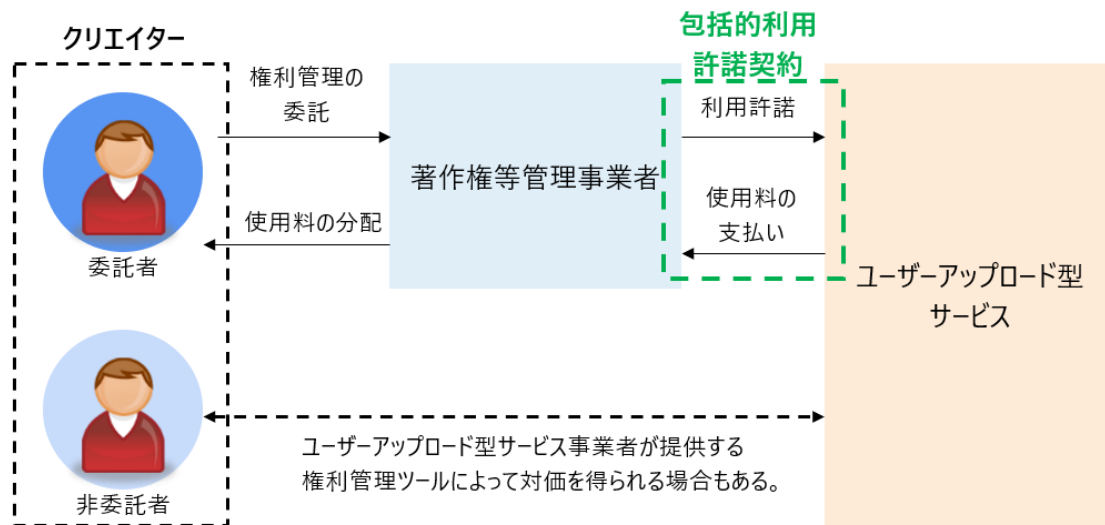 クリエイター
包括的利用
許諾契約
権利管理の
委託
利用許諾
著作権等管理事業者
使用料の分配
使用料の
支払い
委託者
ユーザーアップロード型
サービス
ユーザーアップロード型サービス事業者が提供する
権利管理ツールによって対価を得られる場合もある。
非委託者